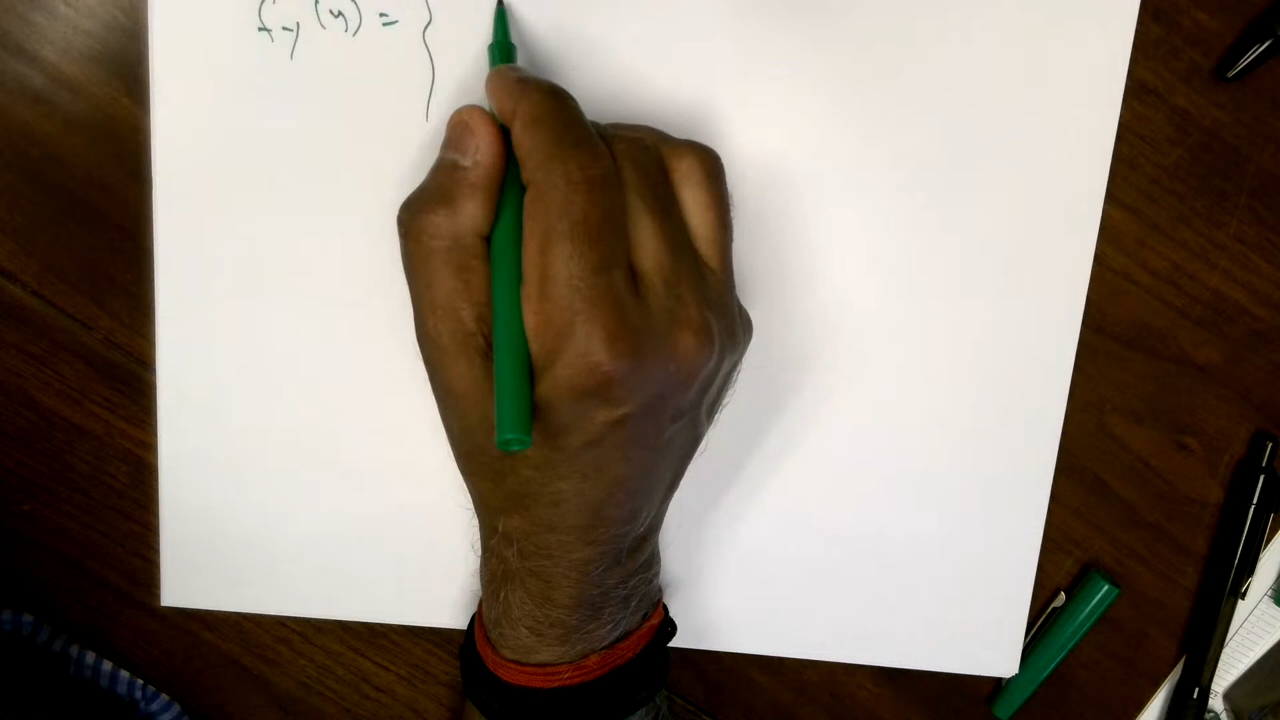 f_Y (y) = {